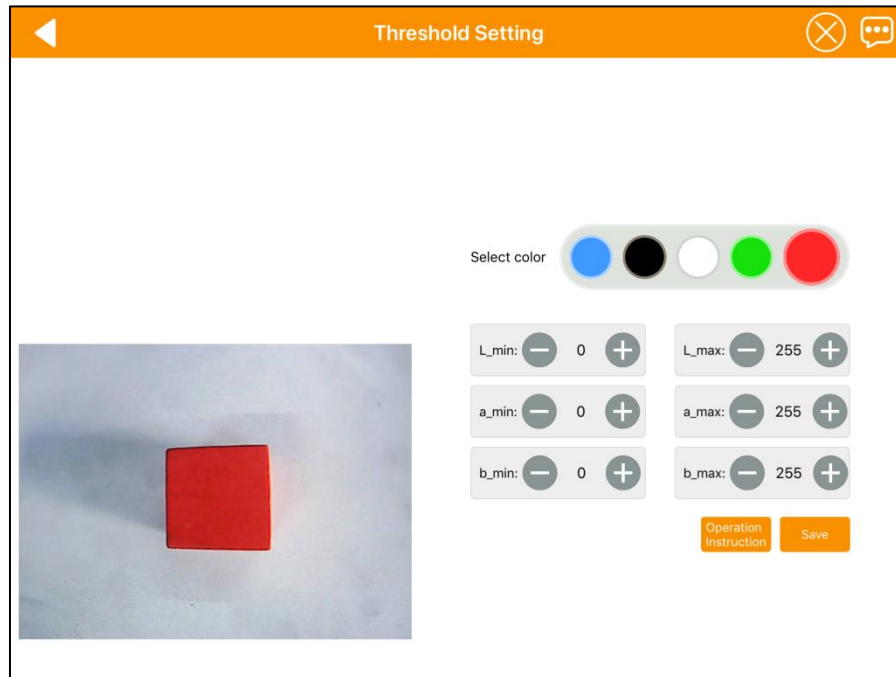 Threshold Setting
Select color
L_min: 0 L_max: 255
a_min: 0 a_max: 255
b_min: 0 b_max: 255
Operation
Instruction
Save